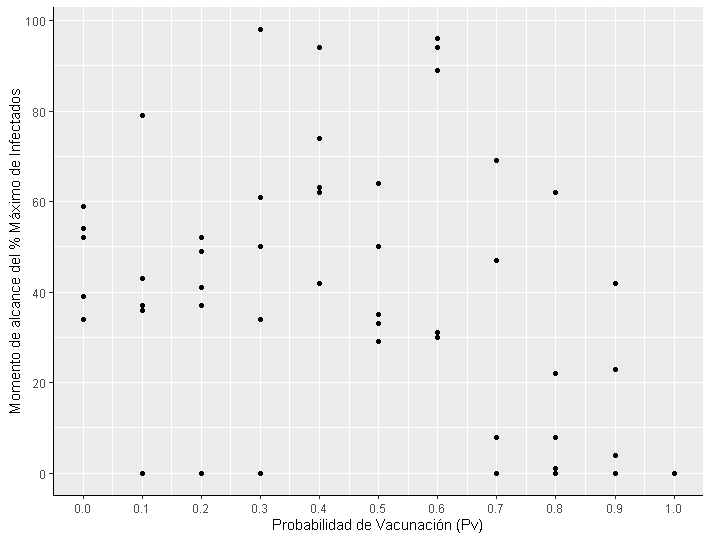 Momento de alcance del % Máximo de Infectados
100
80
60
40
20
0
0.0 0.1 0.2 0.3 0.4 0.5 0.6 0.7 0.8 0.9 1.0
Probabilidad de Vacunación (Pv)